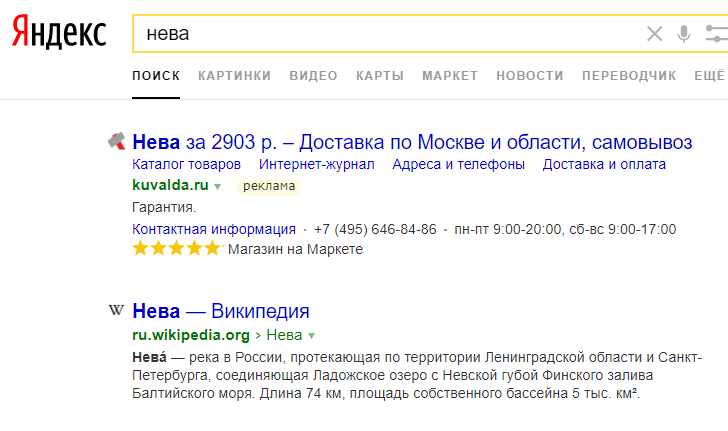 Яндекс
нева
ПОИСК КАРТИНКИ ВИДЕО КАРТЫ МАРКЕТ НОВОСТИ ПЕРЕВОДЧИК ЕЩЁ
Нева за 2903 р. – Доставка по Москве и области, самовывоз
Каталог товаров Интернет-журнал Адреса и телефоны Доставка и оплата
kuvalda.ru реклама
Гарантия.
Контактная информация · +7 (495) 646-84-86 · пн-пт 9:00-20:00, сб-вс 9:00-17:00
Магазин на Маркете
W Нева — Википедия
ru.wikipedia.org › Нева
Нева́ — река в России, протекающая по территории Ленинградской области и Санкт-
Петербурга, соединяющая Ладожское озеро с Невской губой Финского залива
Балтийского моря. Длина 74 км, площадь собственного бассейна 5 тыс. км².